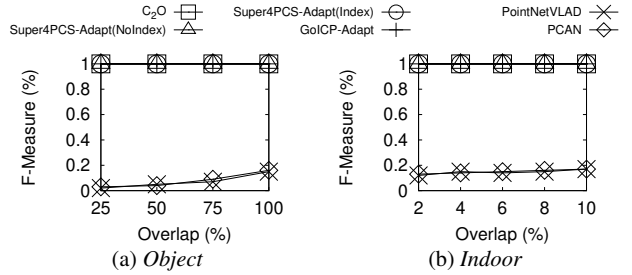 C2O Super4PCS-Adapt(Index) PointNetVLAD
Super4PCS-Adapt(NoIndex) GoICP-Adapt PCAN
F-Measure (%)
1
0.8
0.6
0.4
0.2
0
25 50 75 100
Overlap (%)
(a) Object
F-Measure (%)
1
0.8
0.6
0.4
0.2
0
2 4 6 8 10
Overlap (%)
(b) Indoor